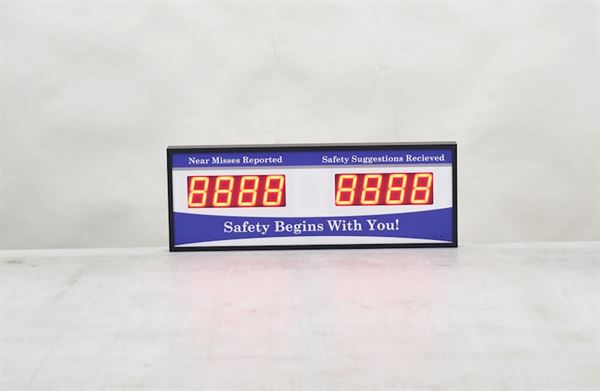 Near Misses Reported
Safety Suggestions Recieved
8888
8888
Safety Begins With You!